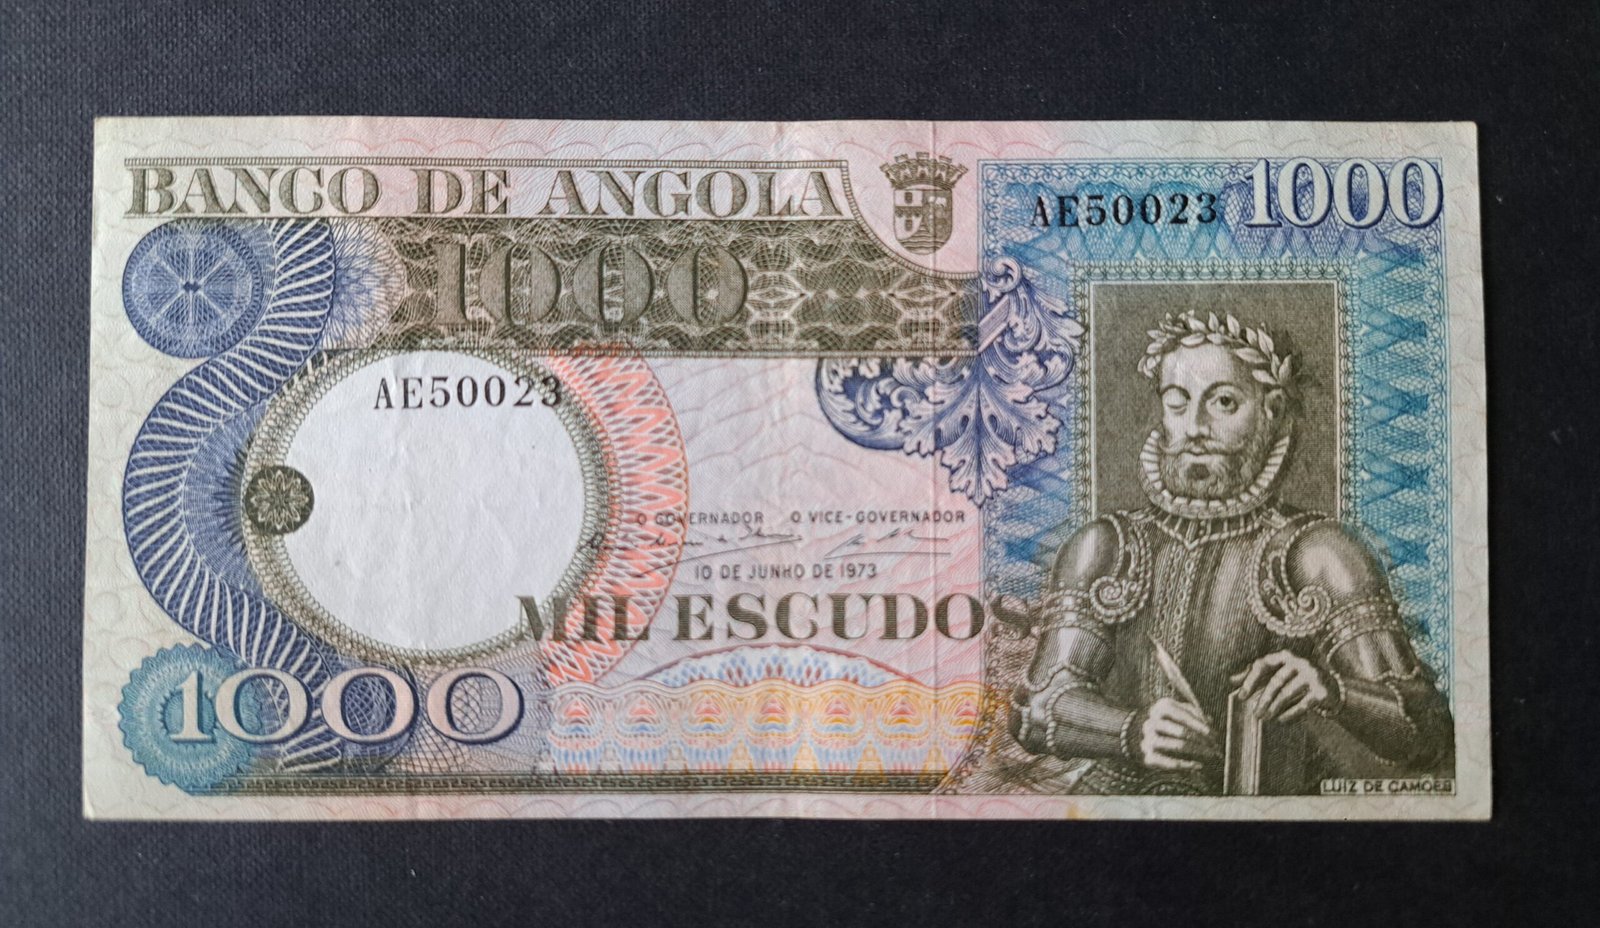 BANCO DE ANGOLA
AE50023 1000
1000
AE50023
O GOVERNADOR O VICE-GOVERNADOR
10 DE JUNHO DE 1973
MIL ESCUDOS
1000
LUIZ DE CAMÕES